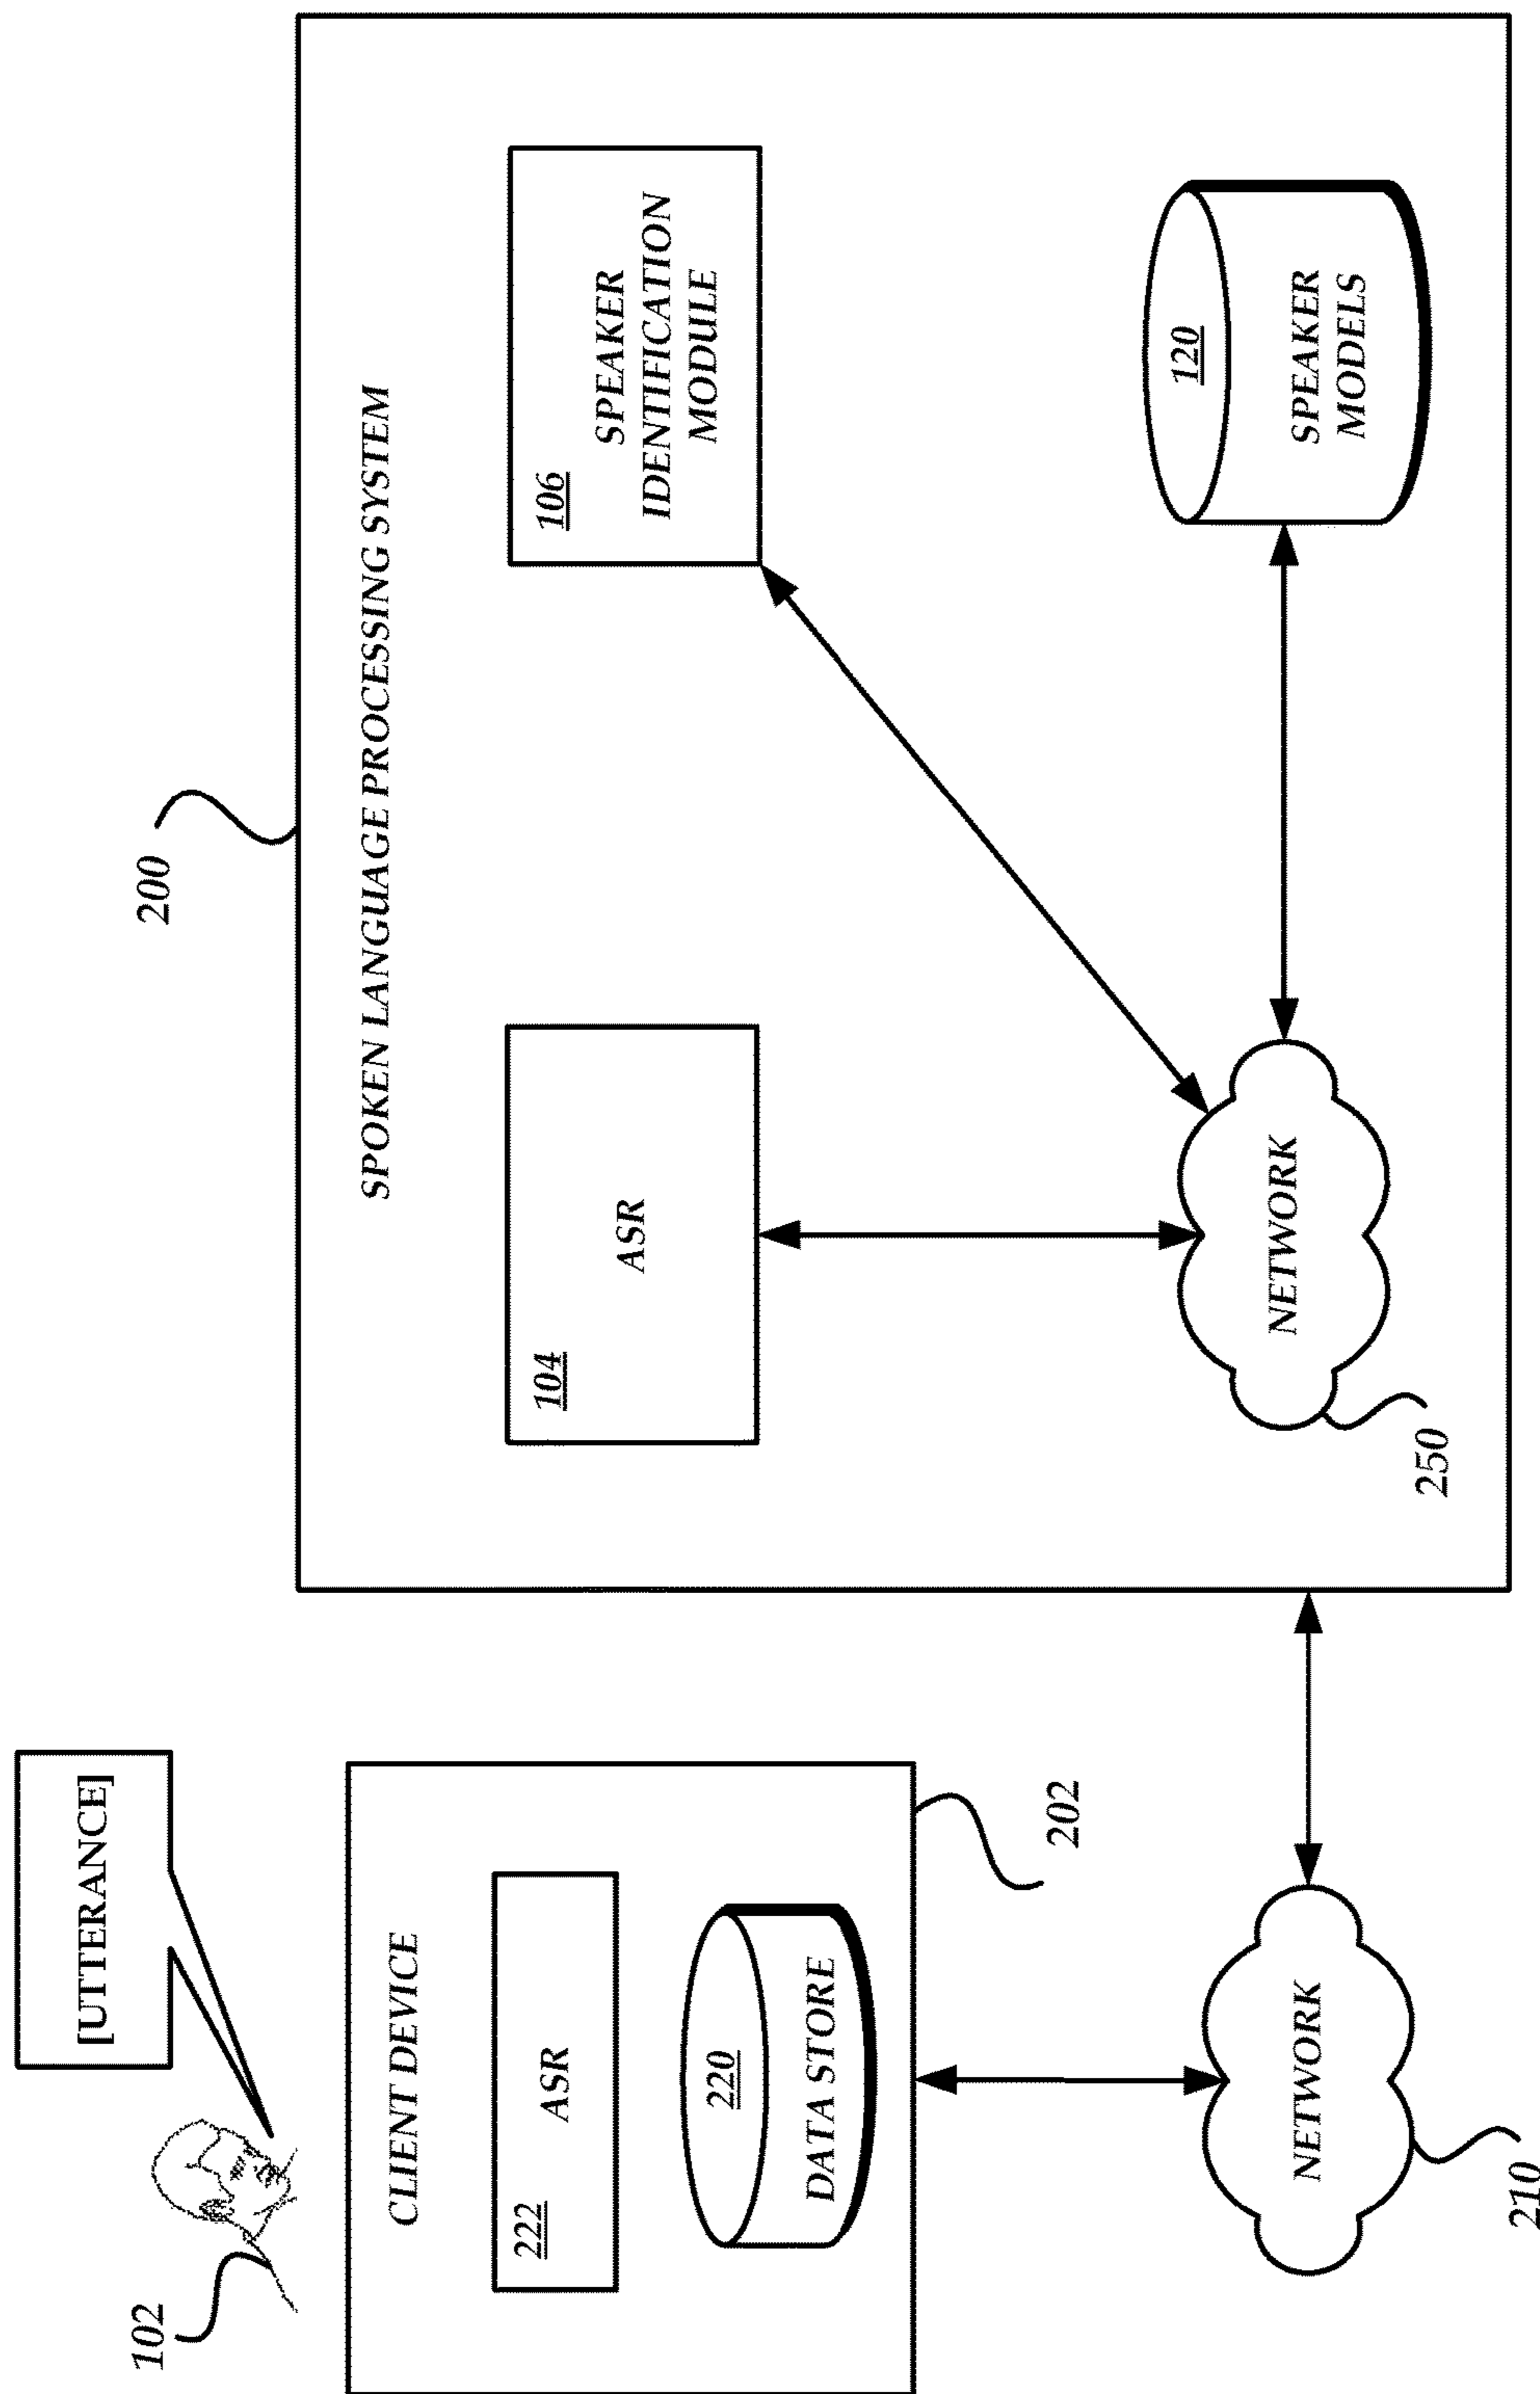 [UTTERANCE]
102
CLIENT DEVICE
222
ASR
220
DATA STORE
202
NETWORK
210
200
SPOKEN LANGUAGE PROCESSING SYSTEM
104
ASR
106
SPEAKER
IDENTIFICATION
MODULE
NETWORK
250
120
SPEAKER
MODELS